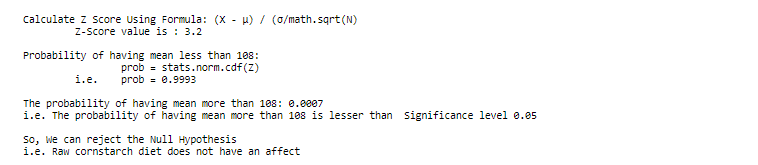 Calculate Z Score Using Formula: (X - μ) / (σ/math.sqrt(N)
Z-Score value is : 3.2
Probability of having mean less than 108:
prob = stats.norm.cdf(Z)
i.e. prob = 0.9993
The probability of having mean more than 108: 0.0007
i.e. The probability of having mean more than 108 is lesser than Significance level 0.05
So, We can reject the Null Hypothesis
i.e. Raw cornstarch diet does not have an affect